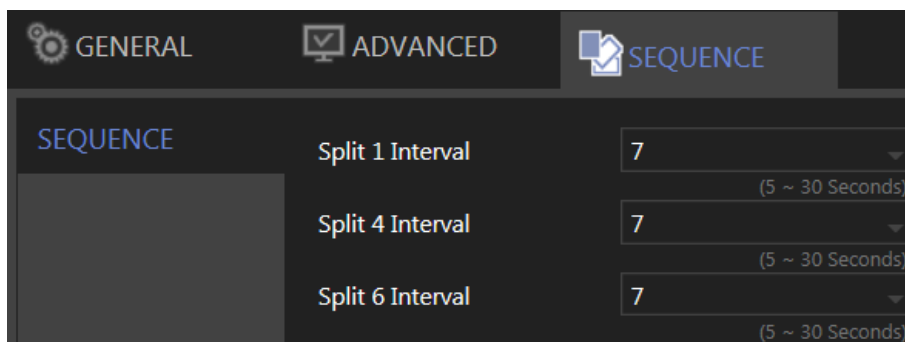 GENERAL ADVANCED SEQUENCE
SEQUENCE
Split 1 Interval 7
(5 ~ 30 Seconds)
Split 4 Interval 7
(5 ~ 30 Seconds)
Split 6 Interval 7
(5 ~ 30 Seconds)